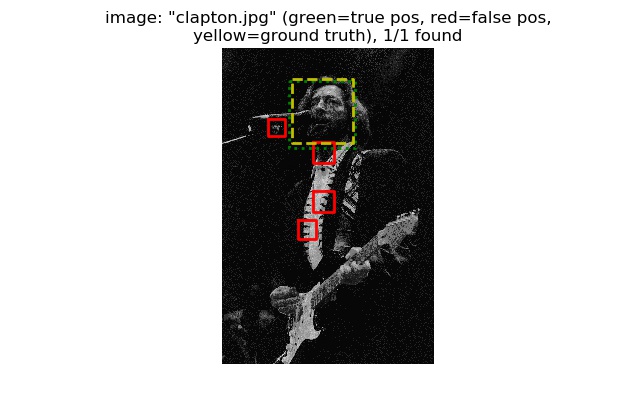 image: "clapton.jpg" (green=true pos, red=false pos,
yellow=ground truth), 1/1 found